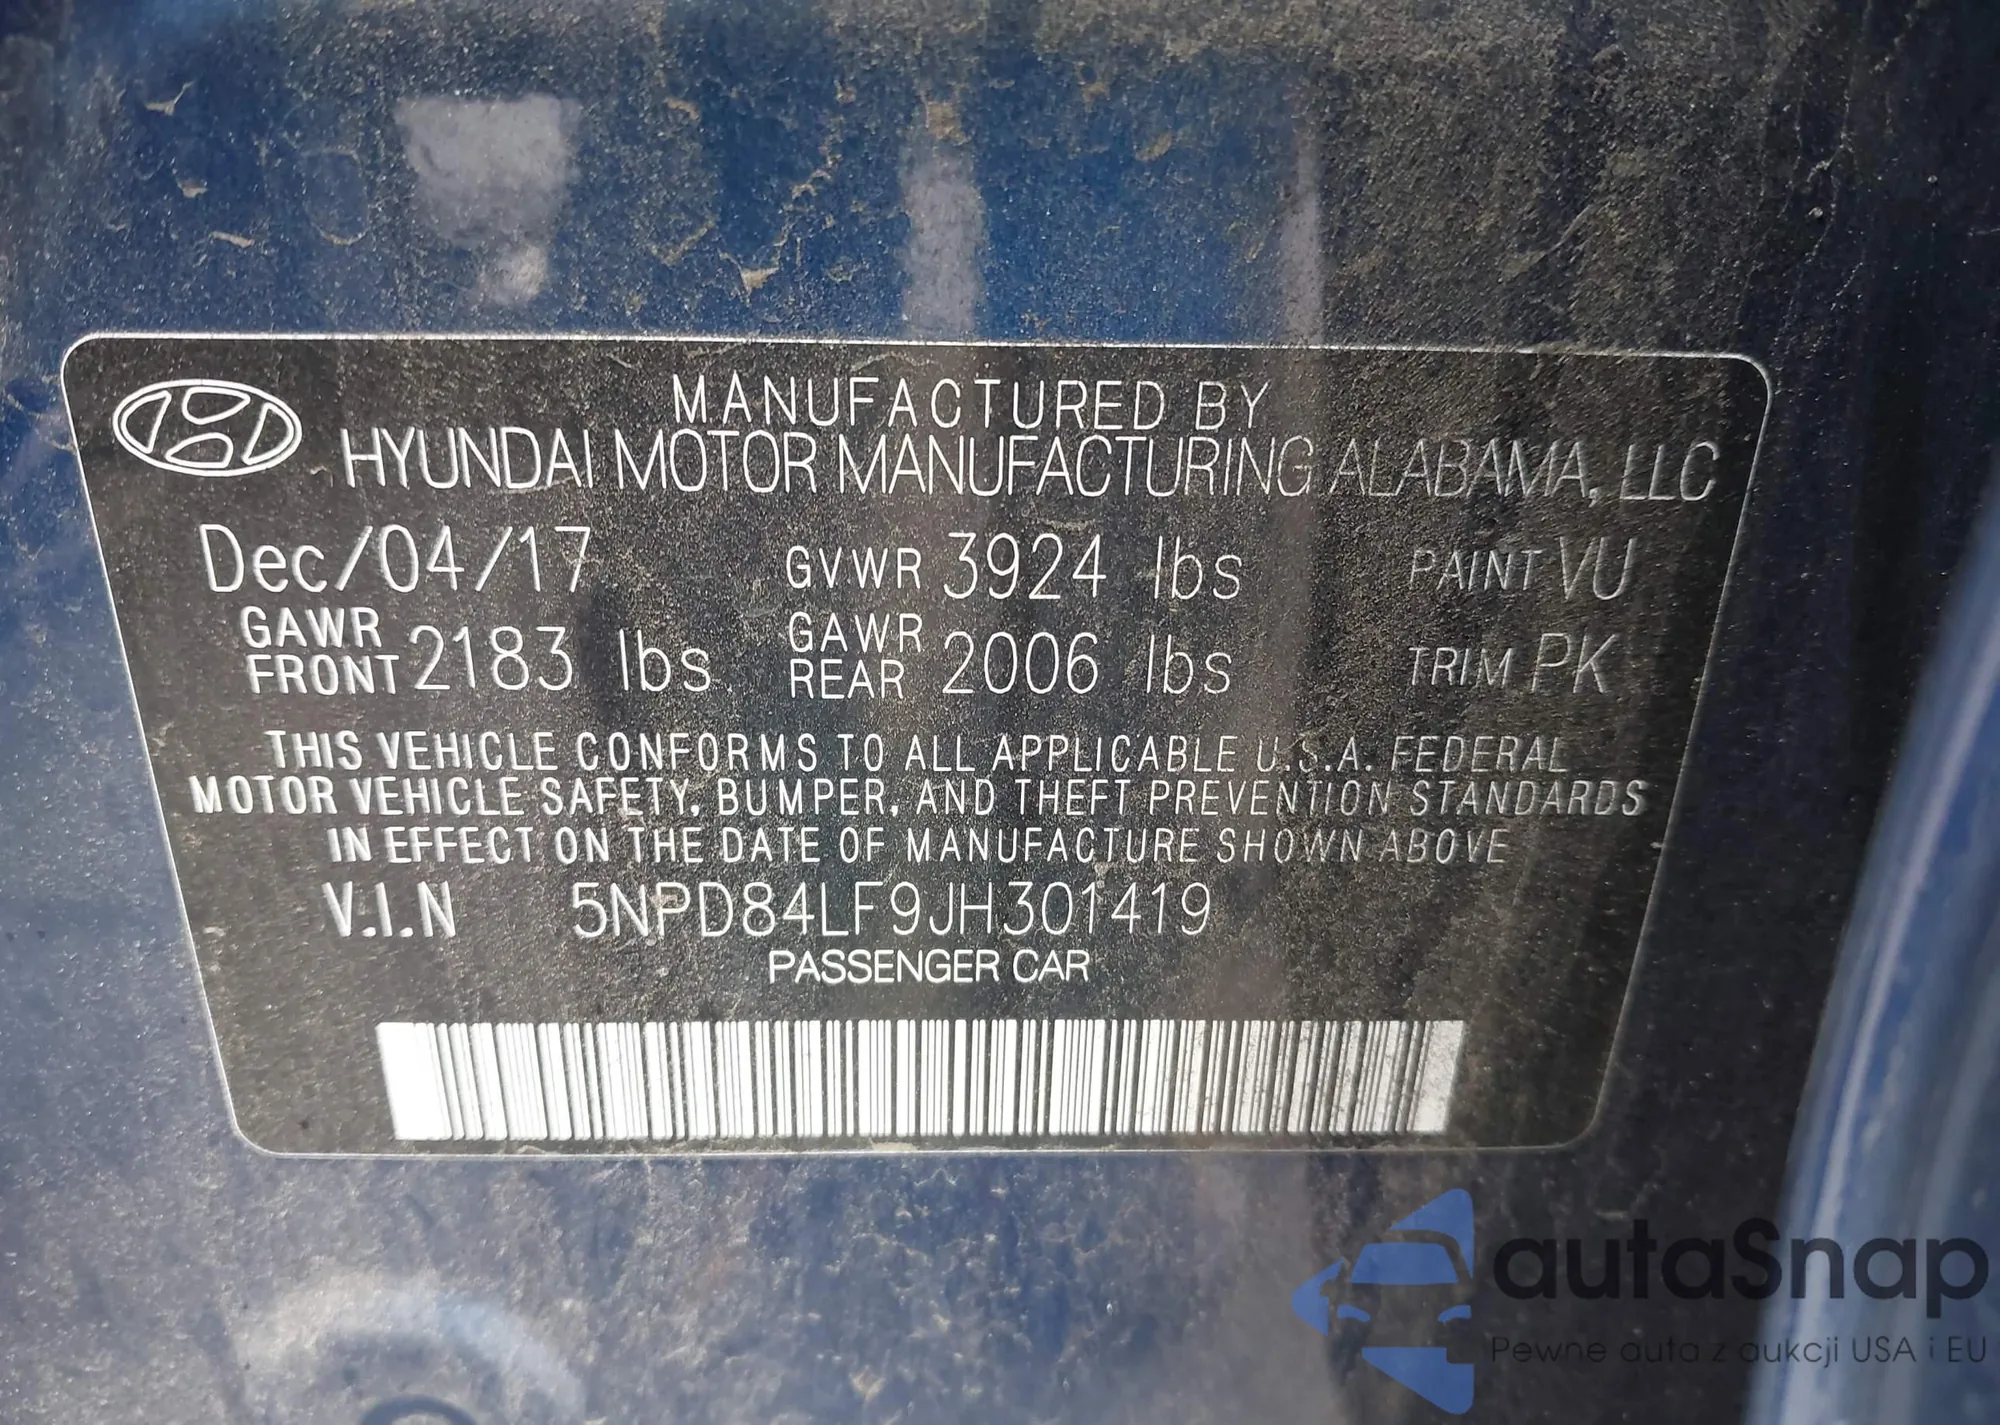 MANUFACTURED BY
HYUNDAI MOTOR MANUFACTURING ALABAMA, LLC
Dec/04/17 GVWR 3924 lbs PAINT VU
GAWR FRONT 2183 lbs GAWR REAR 2006 lbs TRIM PK
THIS VEHICLE CONFORMS TO ALL APPLICABLE U.S.A. FEDERAL
MOTOR VEHICLE SAFETY, BUMPER, AND THEFT PREVENTION STANDARDS
IN EFFECT ON THE DATE OF MANUFACTURE SHOWN ABOVE
V.I.N 5NPD84LF9JH301419
PASSENGER CAR
autaSnap
Pewne auta z aukcji USA i EU